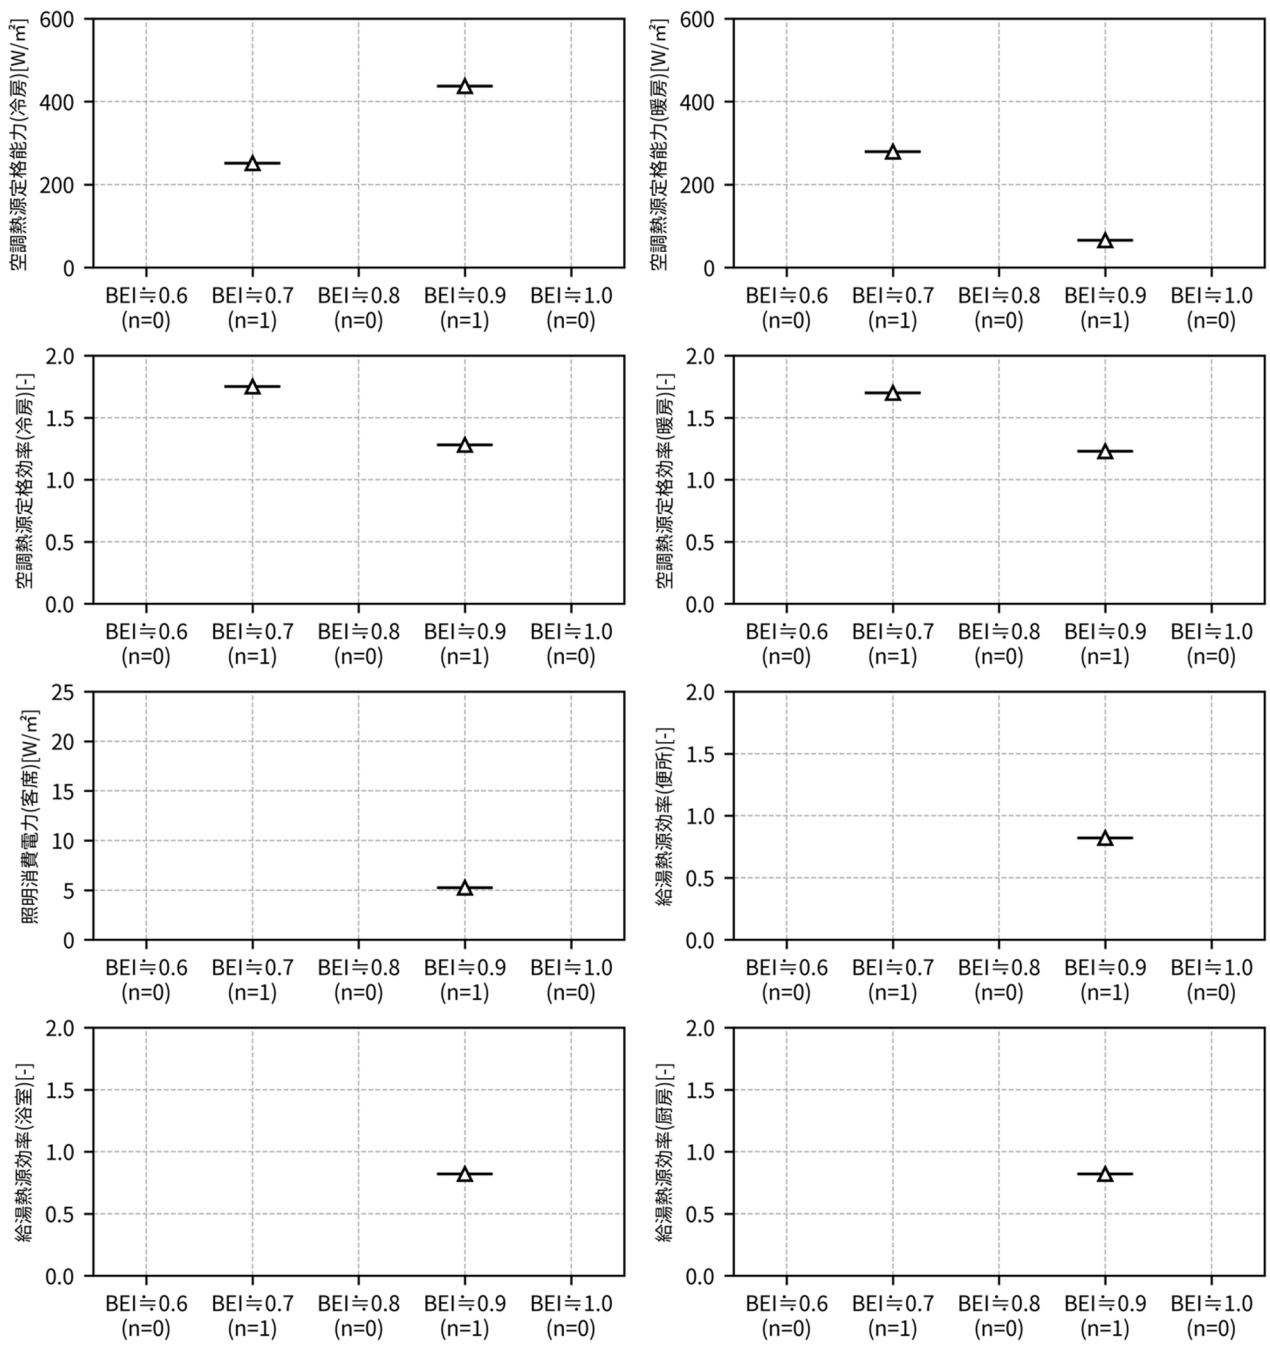 空調熱源定格能力(冷房)[W/㎡]
600
400
200
0
BEI≒0.6 BEI≒0.7 BEI≒0.8 BEI≒0.9 BEI≒1.0
(n=0) (n=1) (n=0) (n=1) (n=0)
空調熱源定格能力(暖房)[W/㎡]
600
400
200
0
BEI≒0.6 BEI≒0.7 BEI≒0.8 BEI≒0.9 BEI≒1.0
(n=0) (n=1) (n=0) (n=1) (n=0)
空調熱源定格効率(冷房)[-]
2.0
1.5
1.0
0.5
0.0
BEI≒0.6 BEI≒0.7 BEI≒0.8 BEI≒0.9 BEI≒1.0
(n=0) (n=1) (n=0) (n=1) (n=0)
空調熱源定格効率(暖房)[-]
2.0
1.5
1.0
0.5
0.0
BEI≒0.6 BEI≒0.7 BEI≒0.8 BEI≒0.9 BEI≒1.0
(n=0) (n=1) (n=0) (n=1) (n=0)
照明消費電力(客席)[W/㎡]
25
20
15
10
5
0
BEI≒0.6 BEI≒0.7 BEI≒0.8 BEI≒0.9 BEI≒1.0
(n=0) (n=1) (n=0) (n=1) (n=0)
給湯熱源効率(便所)[-]
2.0
1.5
1.0
0.5
0.0
BEI≒0.6 BEI≒0.7 BEI≒0.8 BEI≒0.9 BEI≒1.0
(n=0) (n=1) (n=0) (n=1) (n=0)
給湯熱源効率(浴室)[-]
2.0
1.5
1.0
0.5
0.0
BEI≒0.6 BEI≒0.7 BEI≒0.8 BEI≒0.9 BEI≒1.0
(n=0) (n=1) (n=0) (n=1) (n=0)
給湯熱源効率(厨房)[-]
2.0
1.5
1.0
0.5
0.0
BEI≒0.6 BEI≒0.7 BEI≒0.8 BEI≒0.9 BEI≒1.0
(n=0) (n=1) (n=0) (n=1) (n=0)